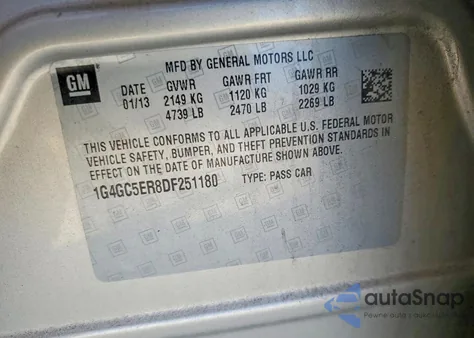 GM
MFD BY GENERAL MOTORS LLC
DATE GVWR GAWR FRT GAWR RR
01/13 2149 KG 1120 KG 1029 KG
4739 LB 2470 LB 2269 LB
THIS VEHICLE CONFORMS TO ALL APPLICABLE U.S. FEDERAL MOTOR
VEHICLE SAFETY, BUMPER, AND THEFT PREVENTION STANDARDS IN
EFFECT ON THE DATE OF MANUFACTURE SHOWN ABOVE.
1G4GC5ER8DF251180
TYPE: PASS CAR
autoSnap